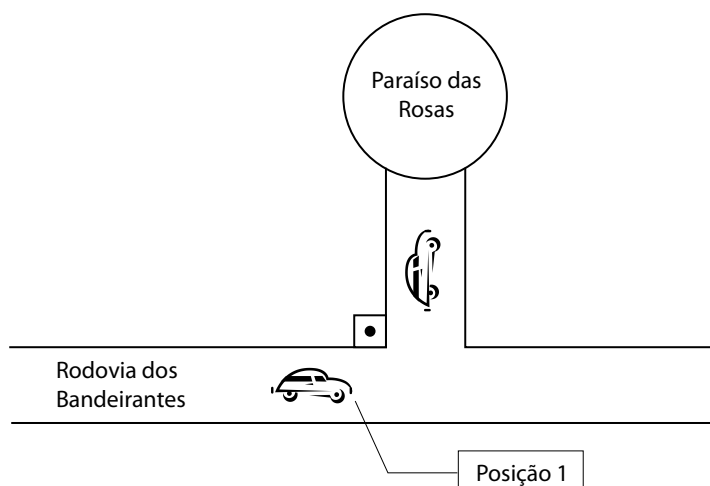 Paraíso das
Rosas
Rodovia dos
Bandeirantes
Posição 1